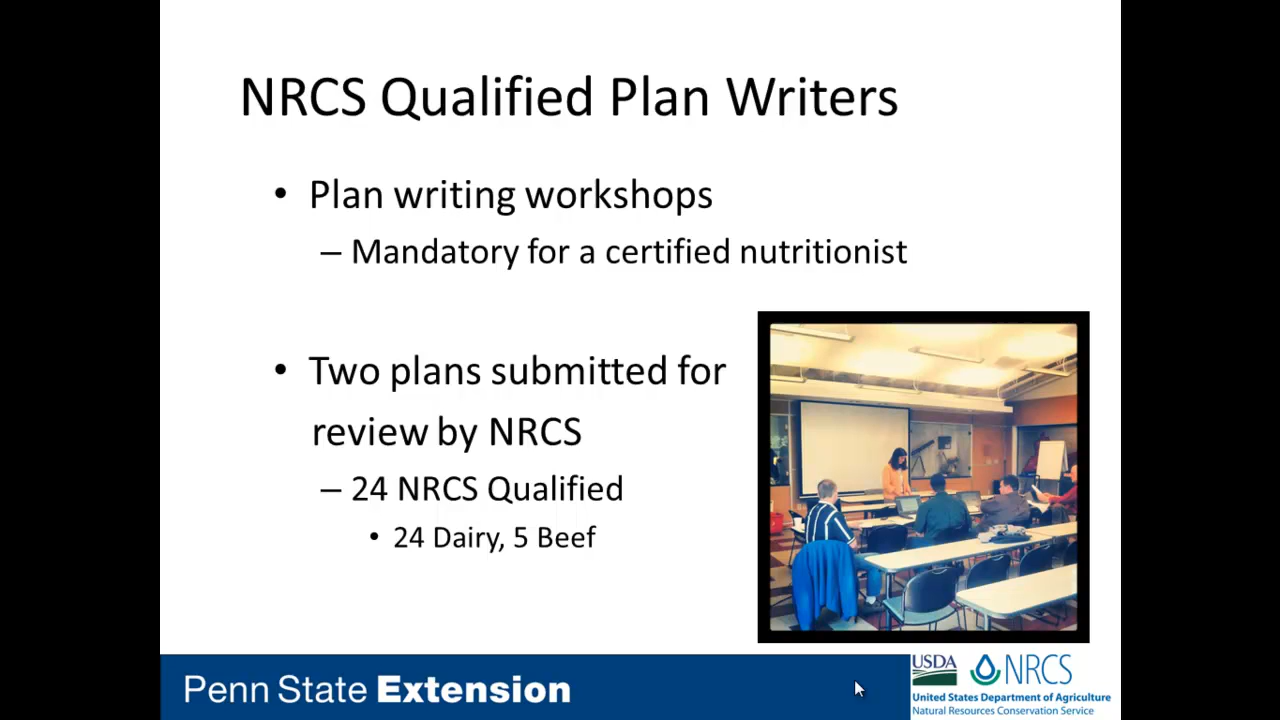 NRCS Qualified Plan Writers
• Plan writing workshops
– Mandatory for a certified nutritionist
• Two plans submitted for
review by NRCS
– 24 NRCS Qualified
• 24 Dairy, 5 Beef
Penn State Extension
USDA NRCS
United States Department of Agriculture
Natural Resources Conservation Service